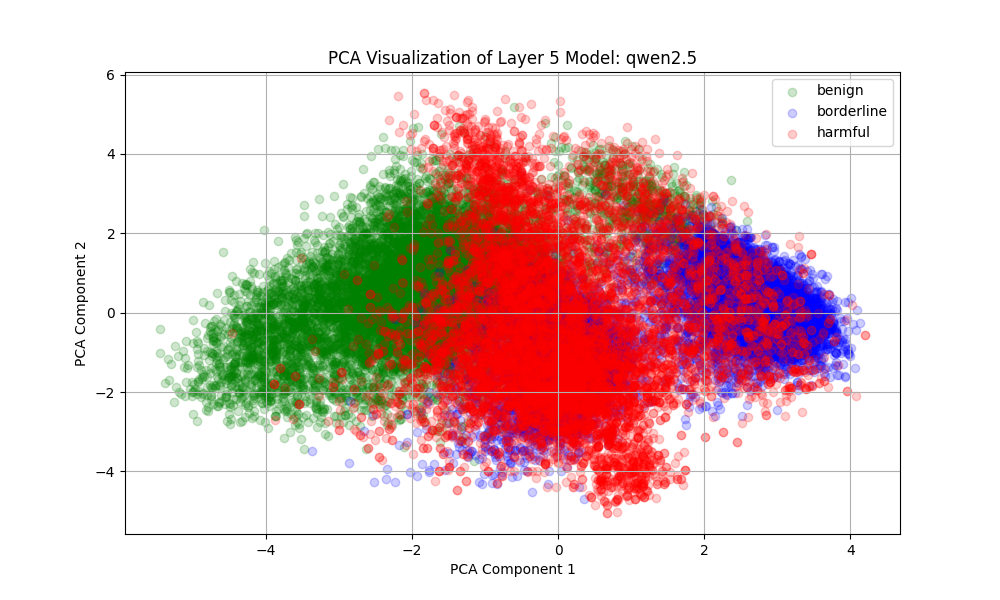 PCA Visualization of Layer 5 Model: qwen2.5
benign
borderline
harmful
6
4
2
0
−2
−4
PCA Component 2
−4
−2
0
2
4
PCA Component 1